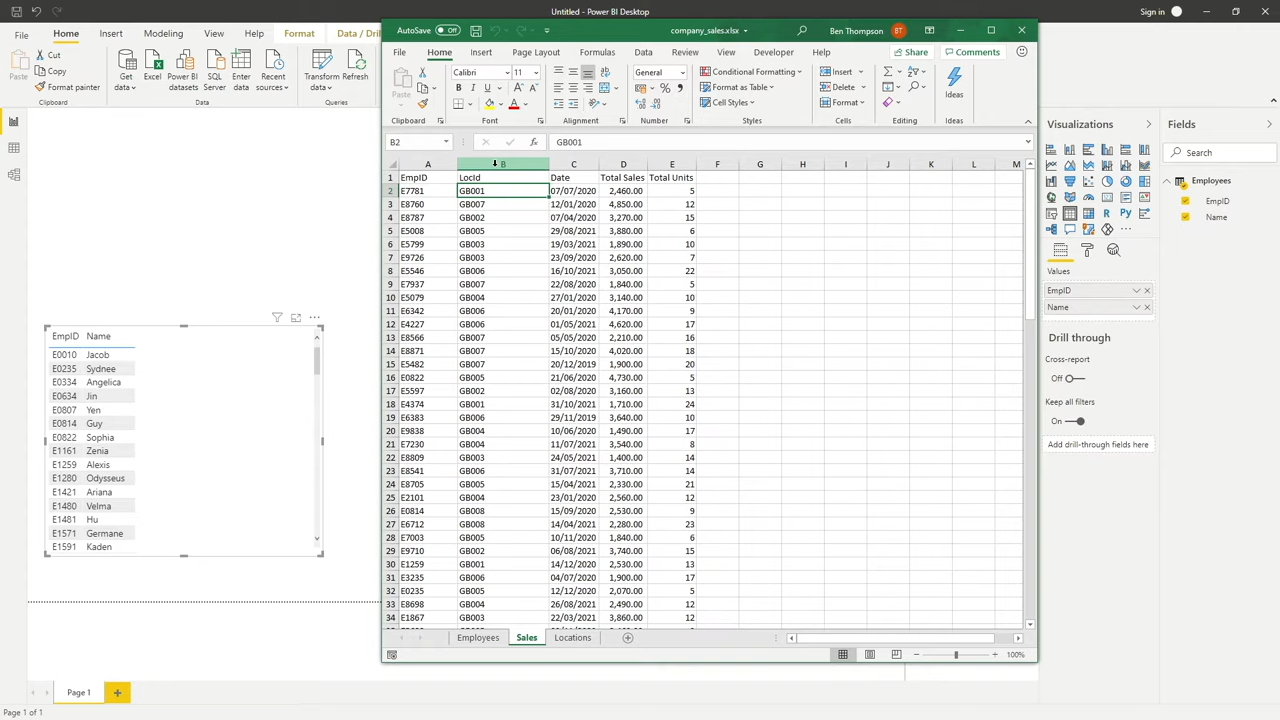 Untitled - Power BI Desktop
Sign in
File Home Insert Modeling View Help Format Data / Dri
Cut
Copy
Format painter
Paste
Clipboard
Get data
Excel
Power BI datasets
SQL Server
Enter data
Recent sources
Data
Transform data
Refresh
Queries
AutoSave Off
company_sales.xlsx
Ben Thompson BT
File Home Insert Page Layout Formulas Data Review View Developer Help Share Comments
Paste
Clipboard
Calibri 11
B I U
Font
Alignment
General
Number
Conditional Formatting
Format as Table
Cell Styles
Styles
Insert
Delete
Format
Cells
Editing
Ideas
Ideas
B2 fx GB001
A B C D E F G H I J K L M
1 EmpID LocId Date Total Sales Total Units
2 E7781 GB001 07/07/2020 2,460.00 5
3 E8760 GB007 12/01/2020 4,850.00 12
4 E8787 GB002 07/04/2020 3,270.00 15
5 E5008 GB005 29/08/2021 3,880.00 6
6 E5799 GB003 19/03/2021 1,890.00 10
7 E9726 GB003 23/09/2020 2,620.00 7
8 E5546 GB006 16/10/2021 3,050.00 22
9 E7937 GB007 22/08/2020 1,840.00 5
10 E5079 GB004 27/01/2020 3,140.00 10
11 E6342 GB006 20/01/2020 4,170.00 9
12 E4227 GB006 01/05/2021 4,620.00 17
13 E8566 GB007 05/05/2020 2,210.00 16
14 E8871 GB007 15/10/2020 4,020.00 18
15 E5482 GB007 20/12/2019 1,900.00 20
16 E0822 GB005 21/06/2020 4,730.00 5
17 E5597 GB002 02/08/2020 3,160.00 13
18 E4374 GB001 31/10/2021 1,710.00 24
19 E6383 GB006 29/11/2019 3,640.00 10
20 E9838 GB004 10/06/2020 1,490.00 17
21 E7230 GB004 11/07/2021 3,540.00 8
22 E8809 GB003 24/05/2021 1,400.00 14
23 E8541 GB006 31/07/2021 3,710.00 14
24 E8705 GB005 15/04/2021 2,330.00 21
25 E2101 GB004 23/01/2020 2,560.00 12
26 E0814 GB008 15/09/2020 2,530.00 9
27 E6712 GB008 14/04/2021 2,280.00 23
28 E7003 GB005 10/11/2020 1,840.00 6
29 E9710 GB002 06/08/2021 3,740.00 15
30 E1259 GB001 14/12/2019 2,530.00 13
31 E3235 GB006 04/07/2020 1,900.00 17
32 E0235 GB005 12/12/2020 2,070.00 5
33 E8698 GB004 26/08/2021 2,490.00 12
34 E1867 GB003 22/03/2021 3,860.00 12
Employees Sales Locations
100%
EmpID Name
E0010 Jacob
E0235 Sydnee
E0334 Angelica
E0634 Jin
E0807 Yen
E0814 Guy
E0822 Sophia
E1161 Zenia
E1259 Alexis
E1280 Odysseus
E1421 Ariana
E1480 Velma
E1481 Hu
E1571 Germane
E1591 Kaden
Visualizations
R Py
Values
EmpID
Name
Drill through
Cross-report
Off
Keep all filters
On
Add drill-through fields here
Fields
Search
Employees
EmpID
Name
Page 1
Page 1 of 1